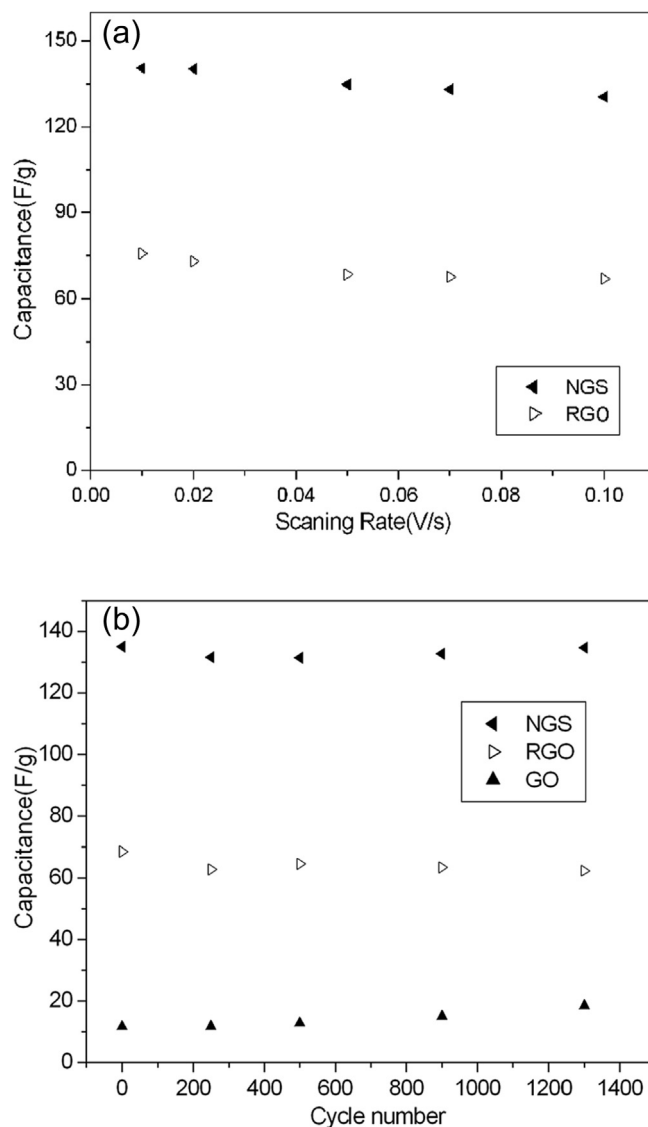 (a)
150
120
90
60
30
0
Capacitance(F/g)
NGS
RGO
0.00 0.02 0.04 0.06 0.08 0.10
Scaning Rate(V/s)
(b)
140
120
100
80
60
40
20
0
Capacitance(F/g)
NGS
RGO
GO
0 200 400 600 800 1000 1200 1400
Cycle number